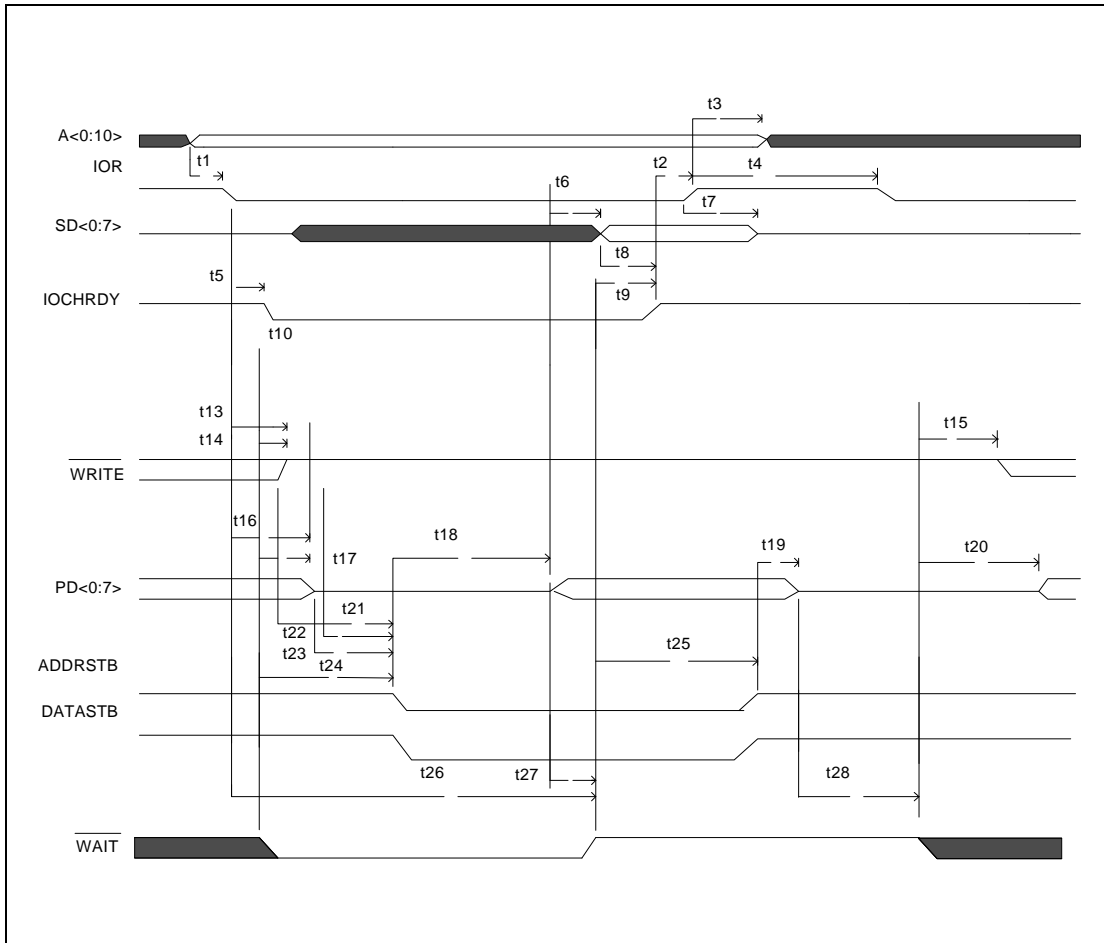 t3
A<0:10>
t1
t2
t4
IOR
t6
t7
SD<0:7>
t8
t5
t9
IOCHRDY
t10
t13
t15
t14
WRITE
t16
t18
t19
t17
t20
PD<0:7>
t21
t22
t23
t25
ADDRSTB
t24
DATASTB
t26
t27
t28
WAIT